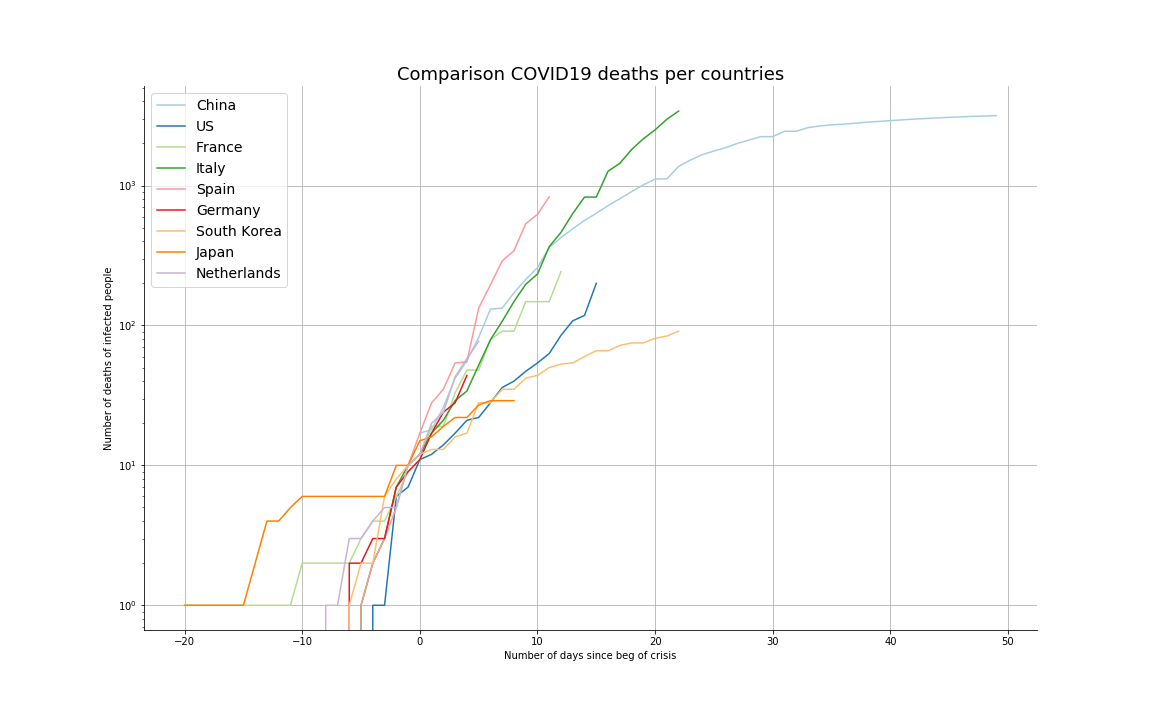 Comparison COVID19 deaths per countries
China
US
France
Italy
Spain
Germany
South Korea
Japan
Netherlands
Number of deaths of infected people
10³
10²
10¹
10⁰
−20 −10 0 10 20 30 40 50
Number of days since beg of crisis